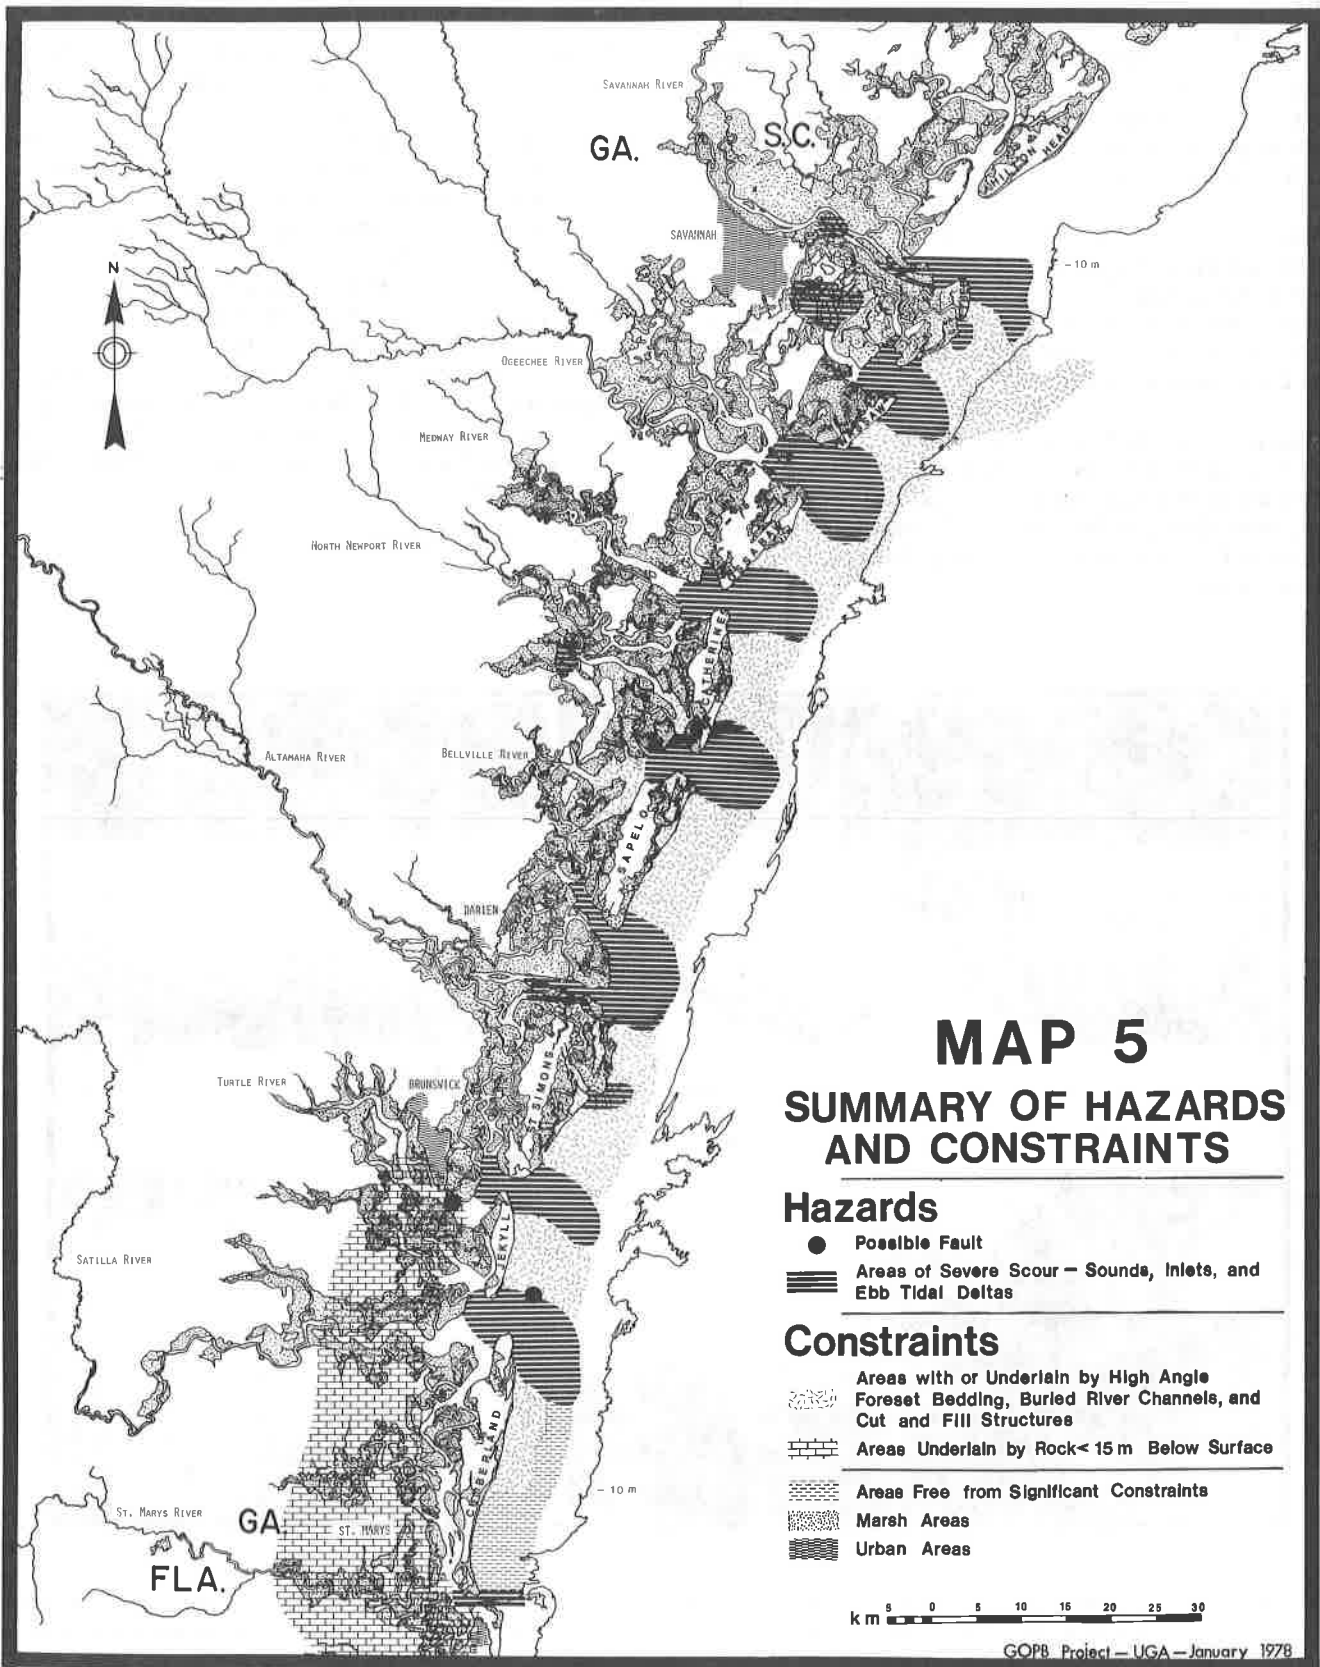 SAVANNAH RIVER
GA.
S.C.
HILTON HEAD
SAVANNAH
- 10 m
N
OGEECHEE RIVER
WASSAW
MEDWAY RIVER
OSSABAW
NORTH NEWPORT RIVER
CATHERINE
BELLVILLE RIVER
ALTAMAHA RIVER
SAPELO
DARIEN
ST SIMONS
TURTLE RIVER
BRUNSWICK
JEKYLL
SATILLA RIVER
CUMBERLAND
- 10 m
ST. MARYS RIVER
GA.
ST. MARYS
FLA.
MAP 5
SUMMARY OF HAZARDS
AND CONSTRAINTS
Hazards
Possible Fault
Areas of Severe Scour – Sounds, Inlets, and
Ebb Tidal Deltas
Constraints
Areas with or Underlain by High Angle
Foreset Bedding, Buried River Channels, and
Cut and Fill Structures
Areas Underlain by Rock < 15 m Below Surface
Areas Free from Significant Constraints
Marsh Areas
Urban Areas
km 5 0 5 10 15 20 25 30
GOPB Project – UGA – January 1978